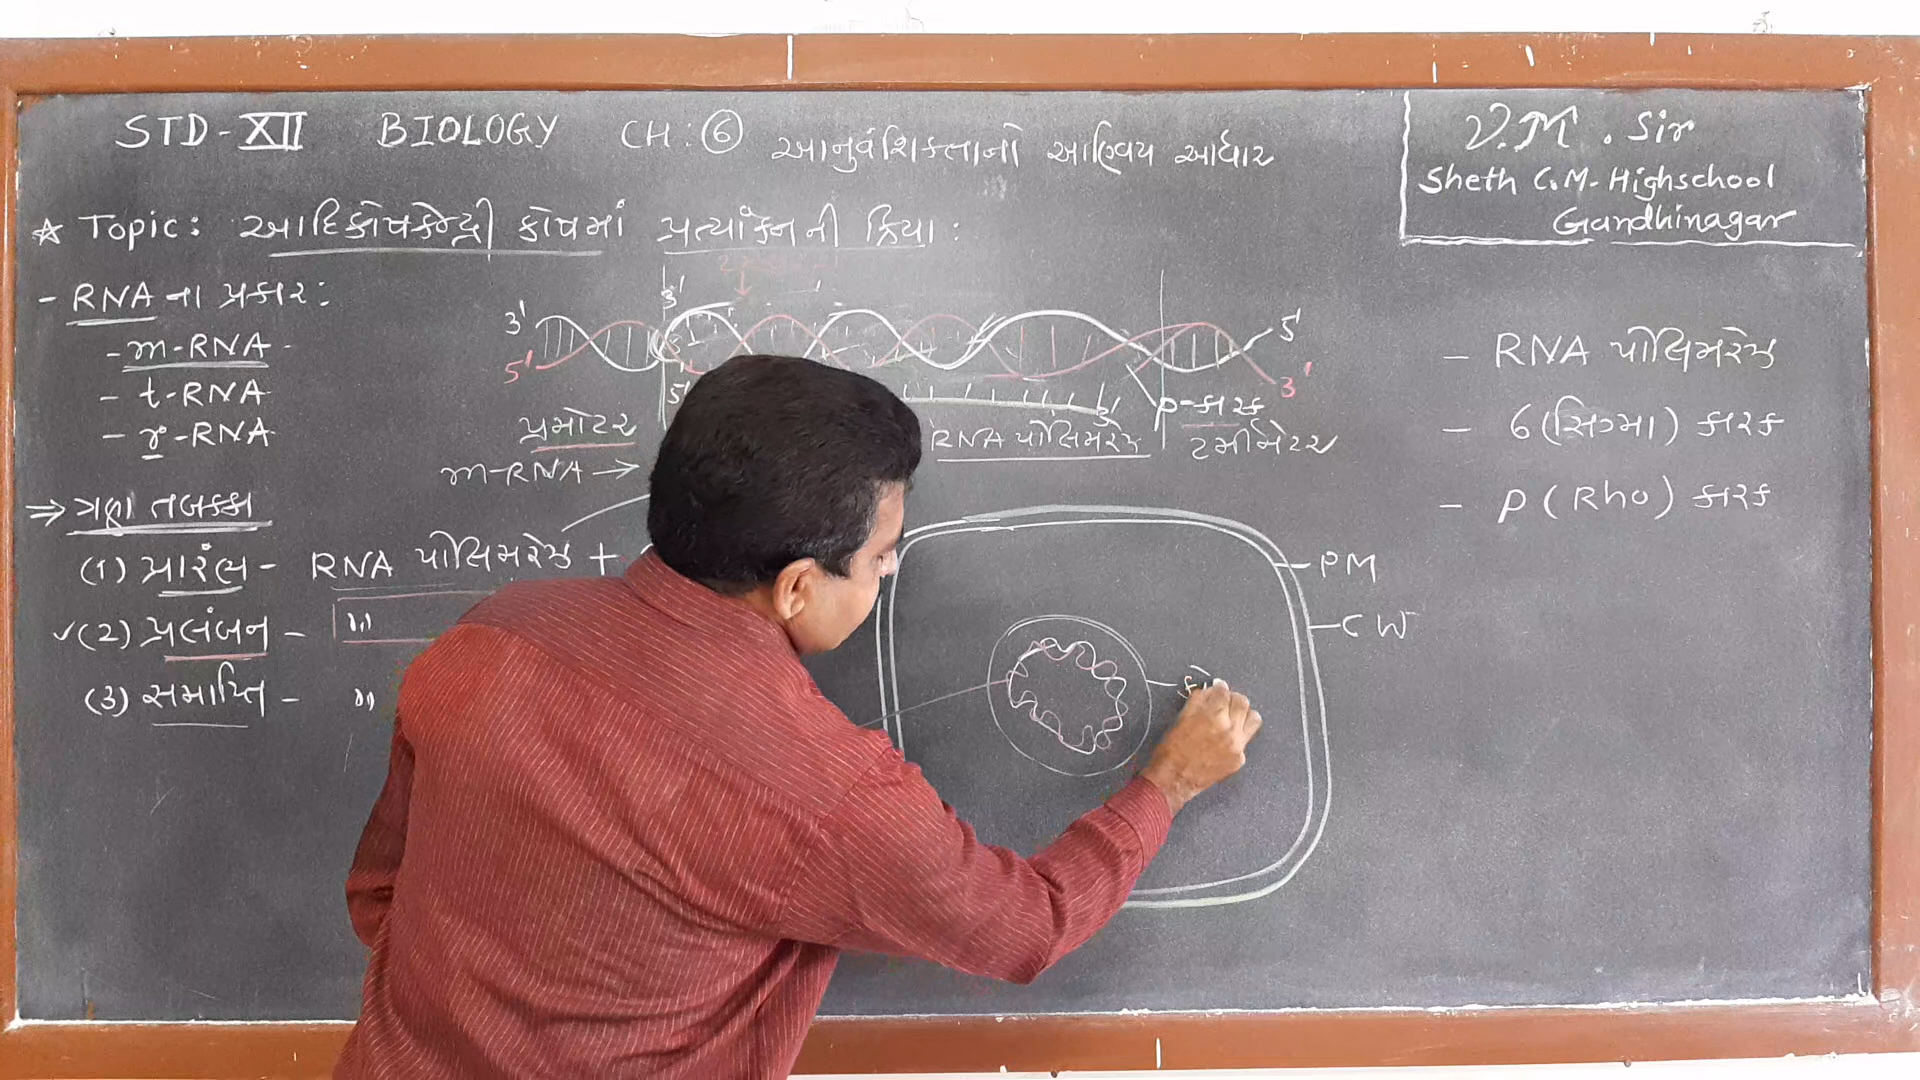 STD-XII BIOLOGY CH: 6 આનુવંશિકતાનો આણ્વિય આધાર
V.M. Sir
Sheth C.M-Highschool
Gandhinagar
☆ Topic: આદિકોષકેન્દ્રી કોષમાં પ્રત્યાંકનની ક્રિયા:
- RNA ના પ્રકાર:
- m-RNA -
- t-RNA
- r-RNA
3' 3' 5'
5' 3'
5' 3' ρ-કારક
પ્રમોટર RNA પોલિમરેઝ ટર્મીનેટર
m-RNA →
- RNA પોલિમરેઝ
- 6(સિગ્મા) કારક
- ρ (Rho) કારક
⇒ ત્રણ તબક્કા
(1) પ્રારંભ - RNA પોલિમરેઝ +
✓(2) પ્રલંબન - ",,
(3) સમાપ્તિ - ",,
PM
CW